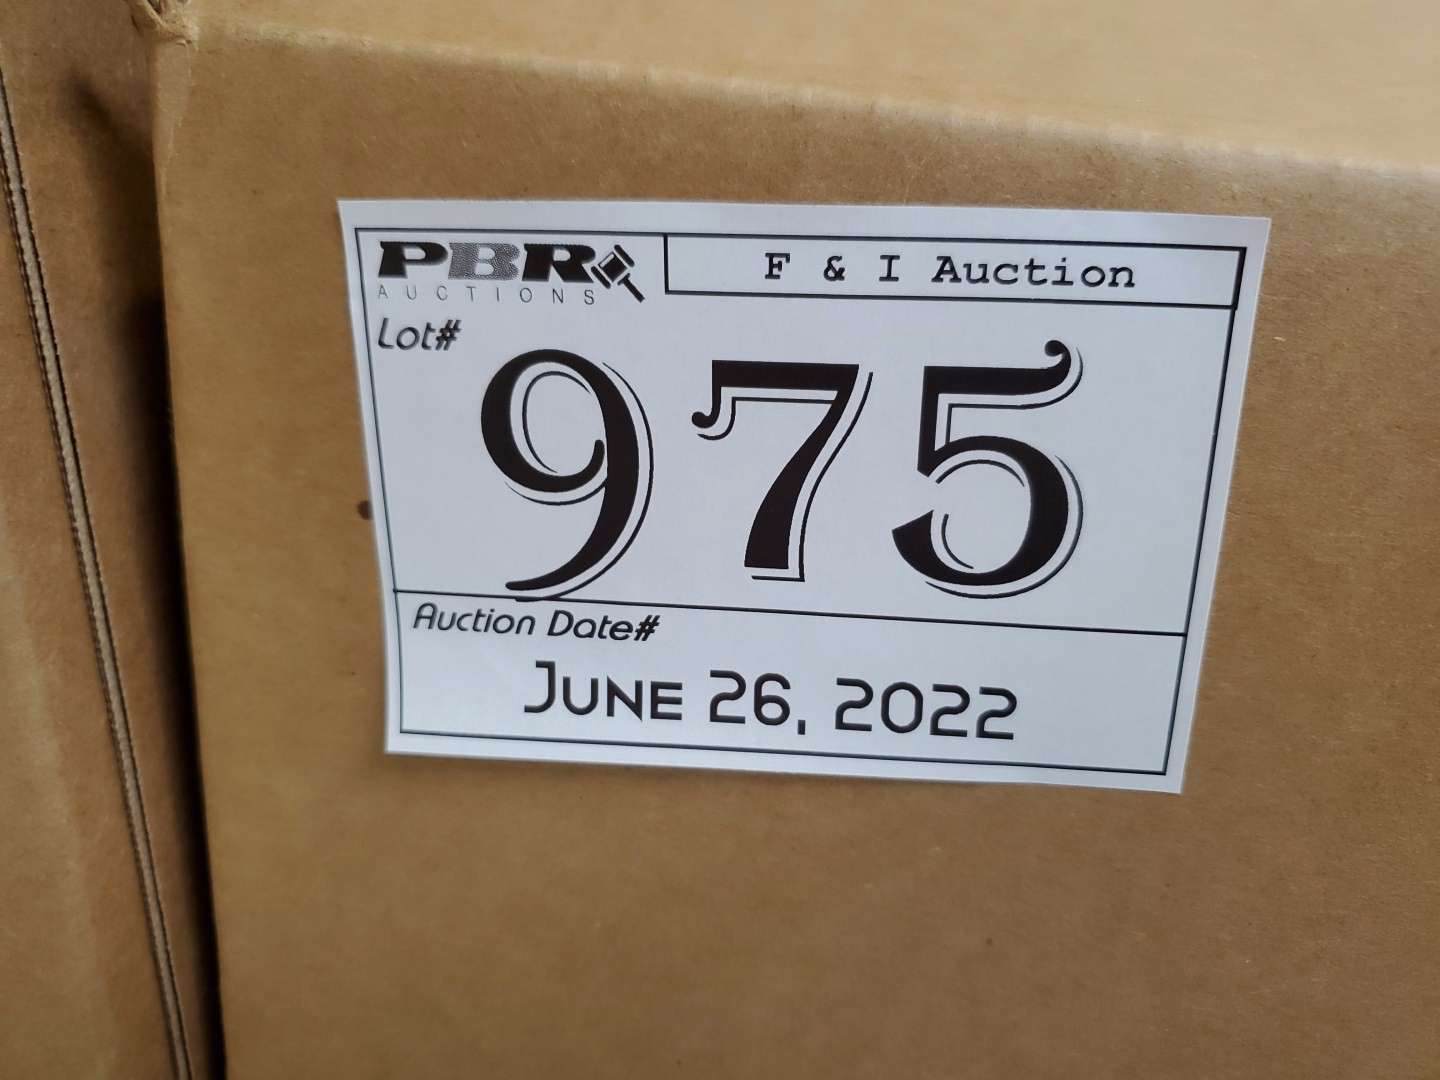 PBR
AUCTIONS
F & I Auction
Lot#
975
Auction Date#
June 26, 2022